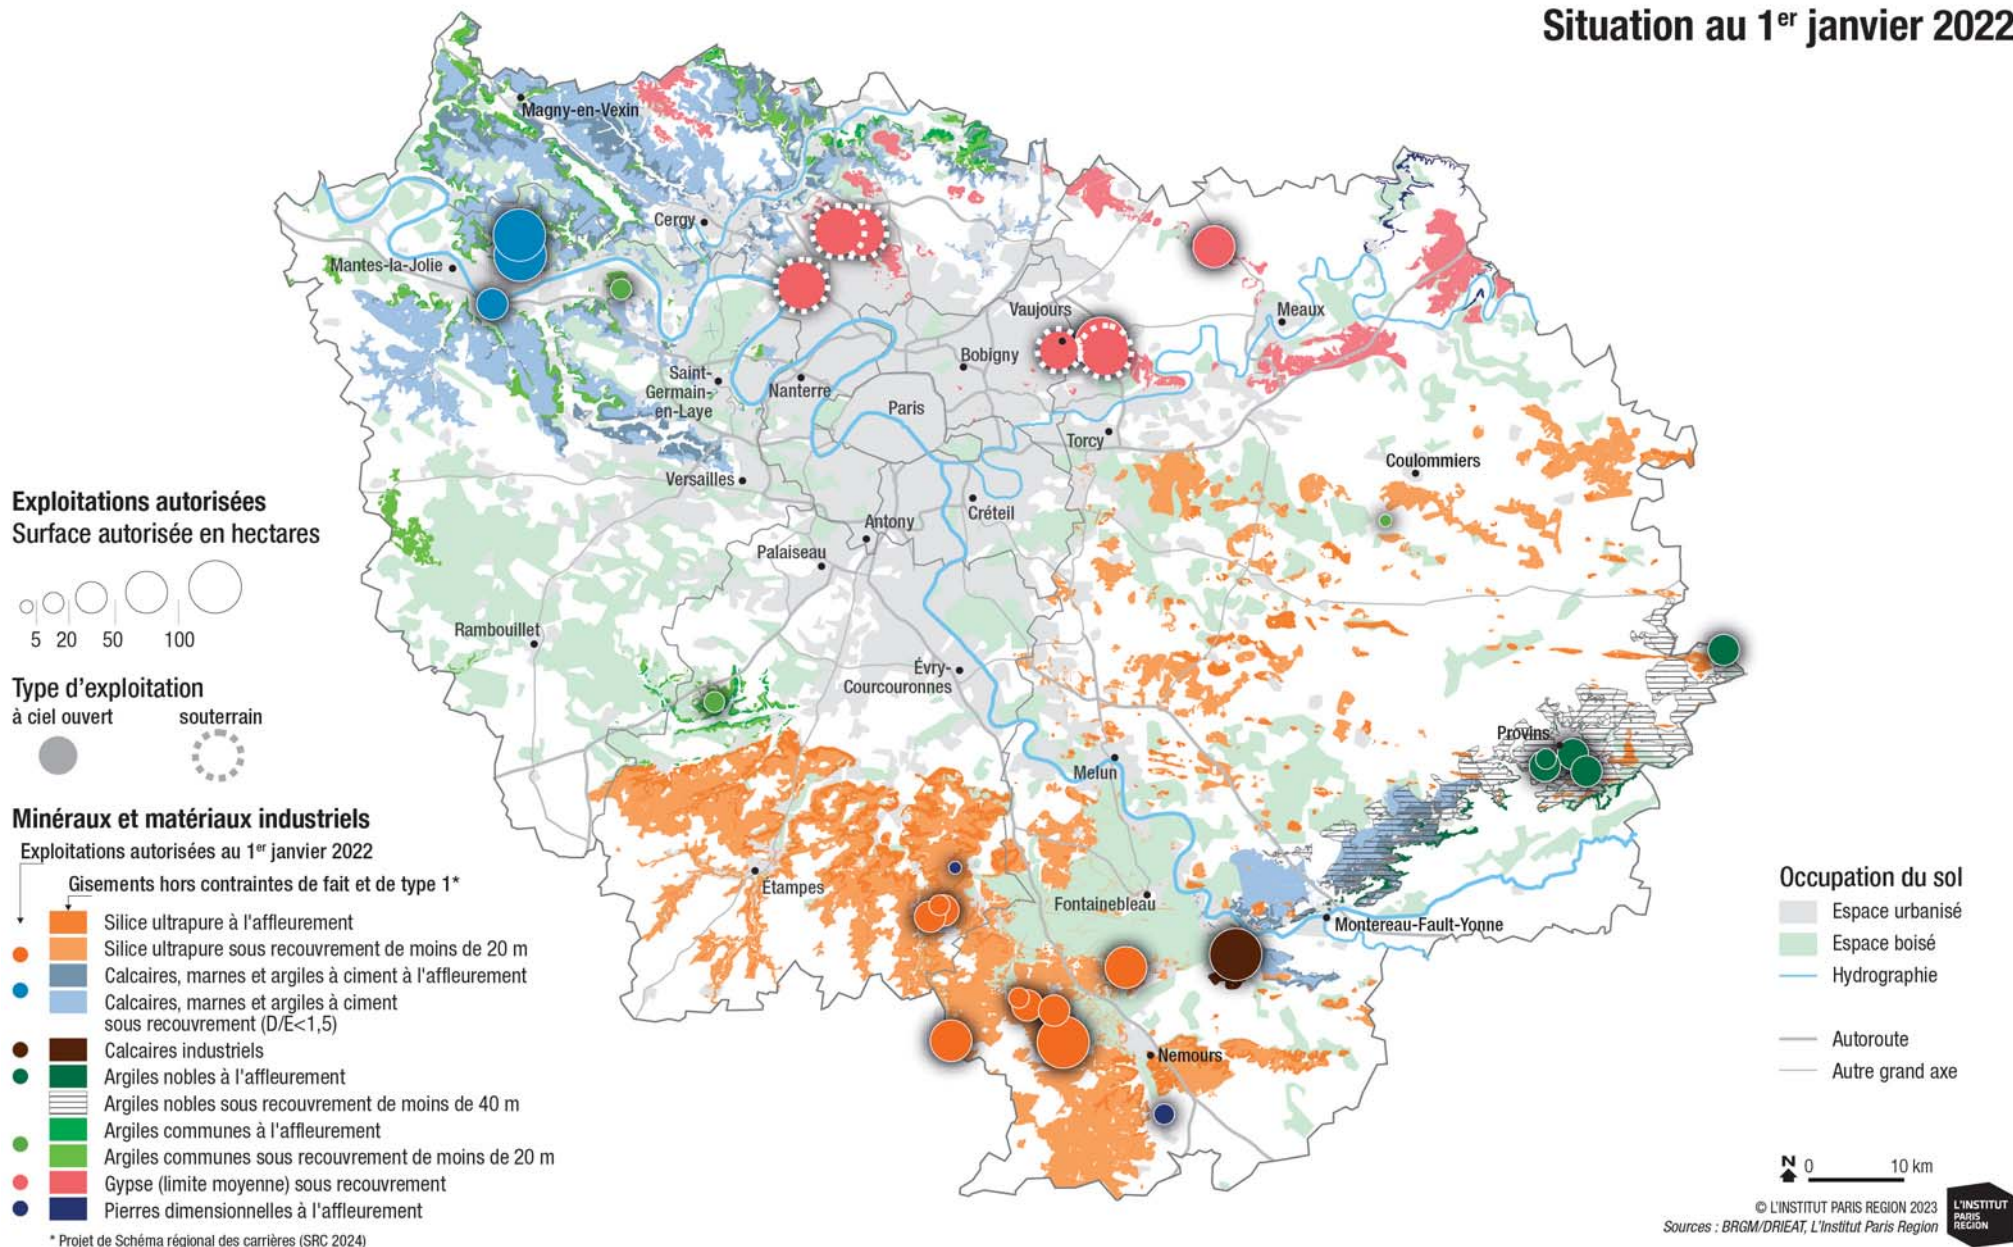 Situation au 1er janvier 2022
Magny-en-Vexin
Cergy
Mantes-la-Jolie
Vaujours
Meaux
Bobigny
Saint-
Germain-
en-Laye
Nanterre
Paris
Torcy
Coulommiers
Versailles
Créteil
Antony
Palaiseau
Rambouillet
Évry-
Courcouronnes
Provins
Melun
Étampes
Fontainebleau
Montereau-Fault-Yonne
Nemours
Exploitations autorisées
Surface autorisée en hectares
5 20 50 100
Type d'exploitation
à ciel ouvert souterrain
Minéraux et matériaux industriels
Exploitations autorisées au 1er janvier 2022
Gisements hors contraintes de fait et de type 1*
Silice ultrapure à l'affleurement
Silice ultrapure sous recouvrement de moins de 20 m
Calcaires, marnes et argiles à ciment à l'affleurement
Calcaires, marnes et argiles à ciment
sous recouvrement (D/E<1,5)
Calcaires industriels
Argiles nobles à l'affleurement
Argiles nobles sous recouvrement de moins de 40 m
Argiles communes à l'affleurement
Argiles communes sous recouvrement de moins de 20 m
Gypse (limite moyenne) sous recouvrement
Pierres dimensionnelles à l'affleurement
* Projet de Schéma régional des carrières (SRC 2024)
Occupation du sol
Espace urbanisé
Espace boisé
Hydrographie
Autoroute
Autre grand axe
N 0 10 km
© L'INSTITUT PARIS REGION 2023
Sources : BRGM/DRIEAT, L'Institut Paris Region
L'INSTITUT
PARIS
REGION